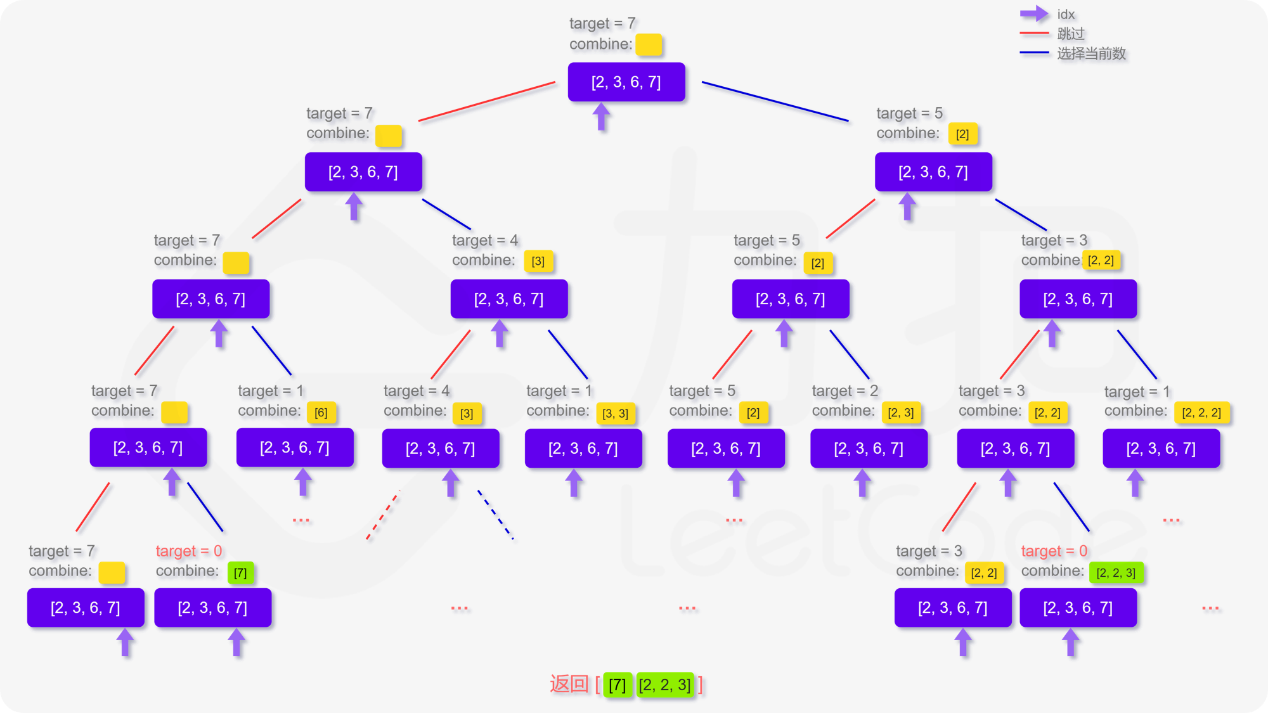 target = 7
combine:
[2, 3, 6, 7]
idx
跳过
选择当前数
target = 7
combine:
[2, 3, 6, 7]
target = 5
combine: [2]
[2, 3, 6, 7]
target = 7
combine:
[2, 3, 6, 7]
target = 4
combine: [3]
[2, 3, 6, 7]
target = 5
combine: [2]
[2, 3, 6, 7]
target = 3
combine: [2, 2]
[2, 3, 6, 7]
target = 7
combine:
[2, 3, 6, 7]
target = 1
combine: [6]
[2, 3, 6, 7]
...
target = 4
combine: [3]
[2, 3, 6, 7]
target = 1
combine: [3, 3]
[2, 3, 6, 7]
target = 5
combine: [2]
[2, 3, 6, 7]
...
target = 2
combine: [2, 3]
[2, 3, 6, 7]
target = 3
combine: [2, 2]
[2, 3, 6, 7]
target = 1
combine: [2, 2, 2]
[2, 3, 6, 7]
...
target = 7
combine:
[2, 3, 6, 7]
target = 0
combine: [7]
[2, 3, 6, 7]
...
...
target = 3
combine: [2, 2]
[2, 3, 6, 7]
target = 0
combine: [2, 2, 3]
[2, 3, 6, 7]
...
返回 [ [7] [2, 2, 3] ]
力扣
LeetCode